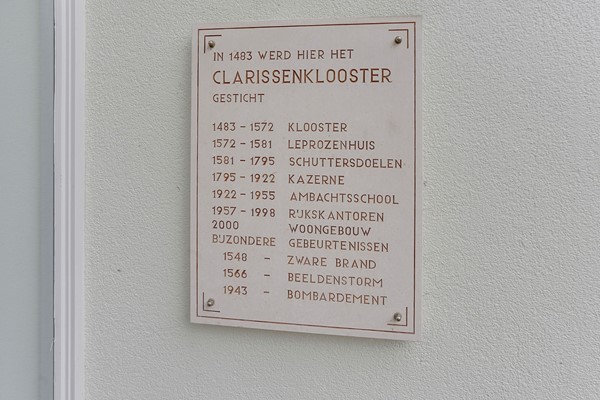 IN 1483 WERD HIER HET
CLARISSENKLOOSTER
GESTICHT
1483 - 1572 KLOOSTER
1572 - 1581 LEPROZENHUIS
1581 - 1795 SCHUTTERSDOELEN
1795 - 1922 KAZERNE
1922 - 1955 AMBACHTSSCHOOL
1957 - 1998 RIJKSKANTOREN
2000 WOONGEBOUW
BIJZONDERE GEBEURTENISSEN
1548 - ZWARE BRAND
1566 - BEELDENSTORM
1943 - BOMBARDEMENT